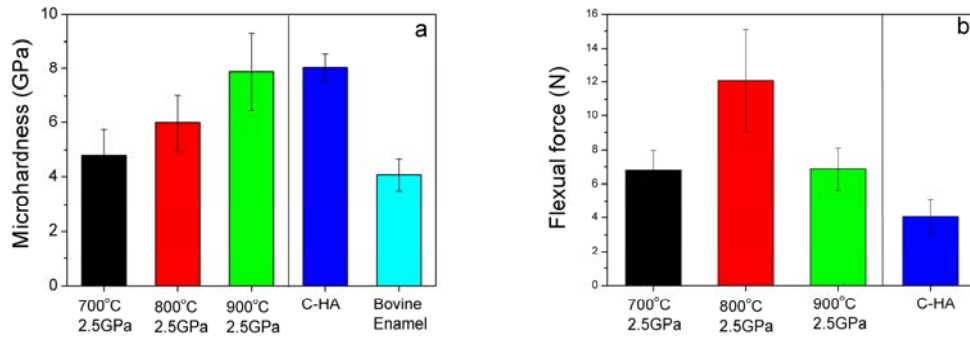 a
Microhardness (GPa)
10
8
6
4
2
0
700°C
2.5GPa
800°C
2.5GPa
900°C
2.5GPa
C-HA
Bovine
Enamel
b
Flexual force (N)
16
14
12
10
8
6
4
2
0
700°C
2.5GPa
800°C
2.5GPa
900°C
2.5GPa
C-HA